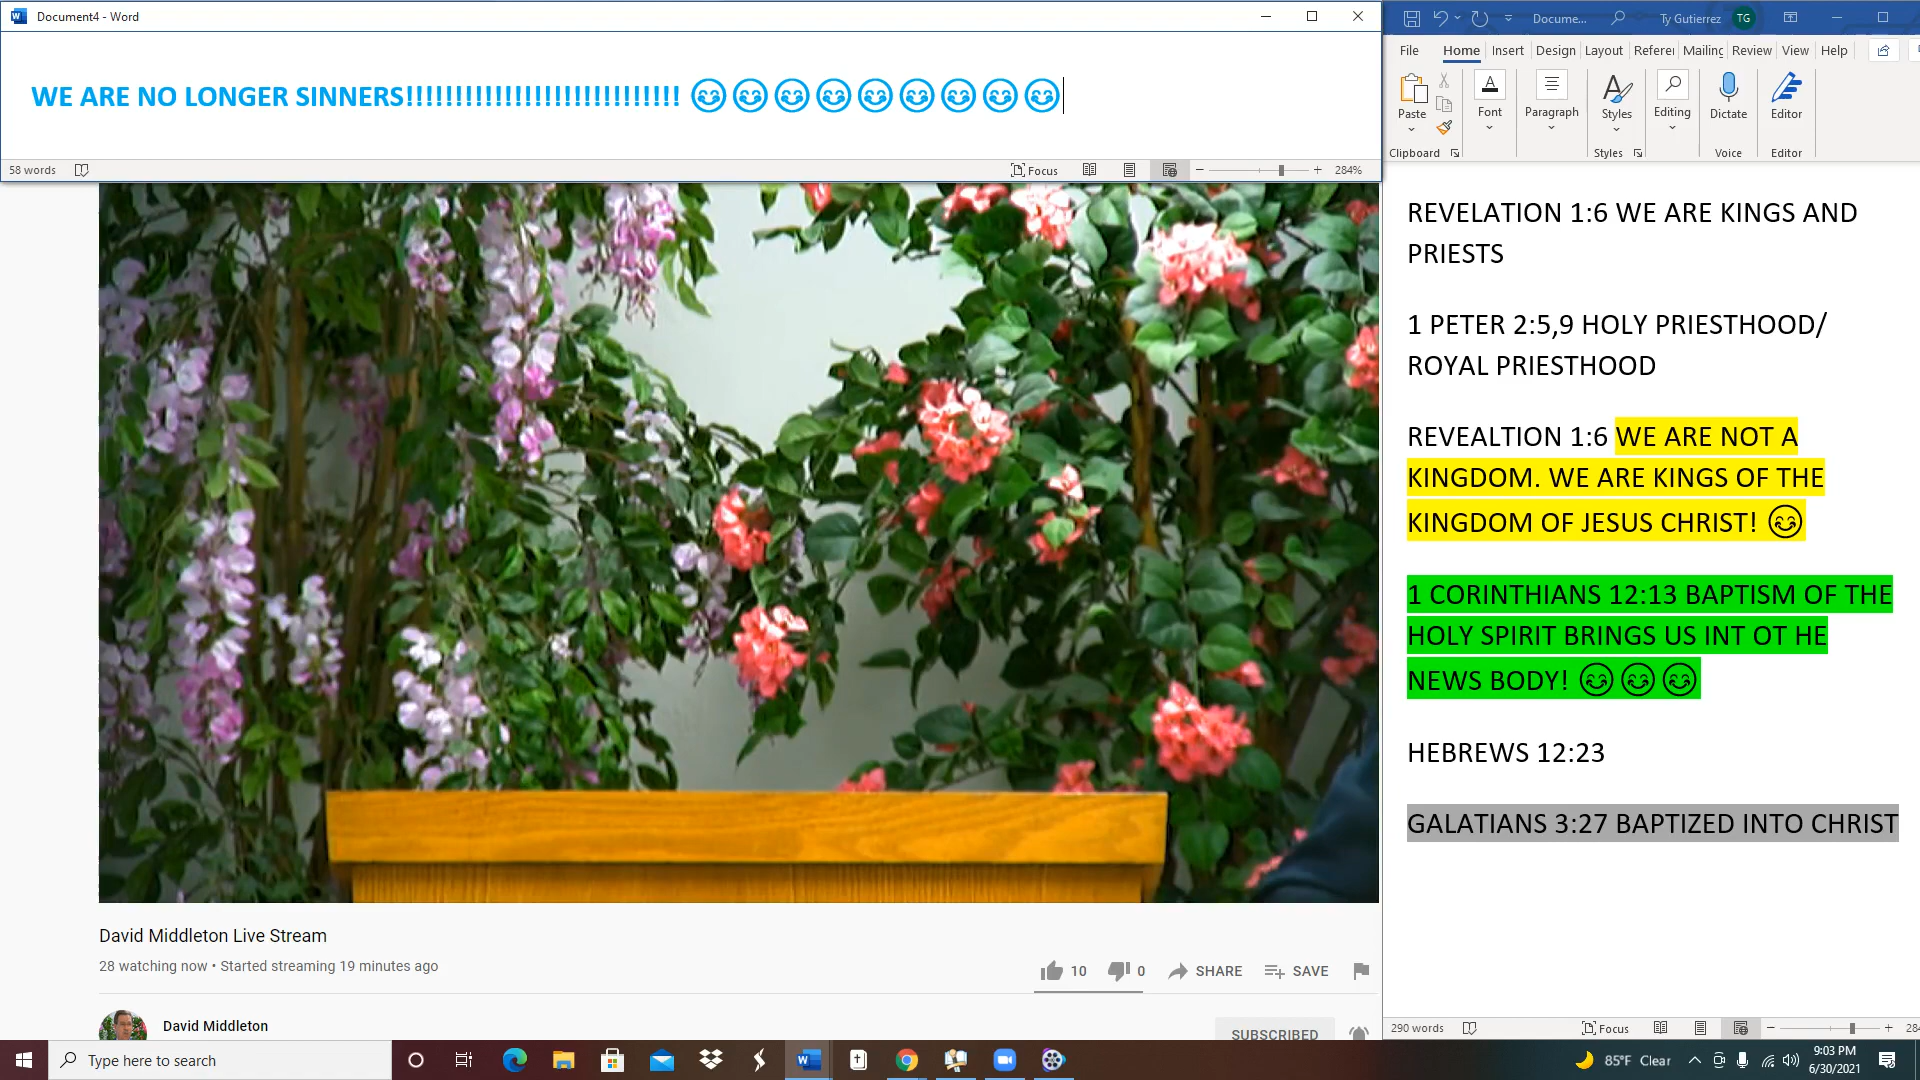 Document4 - Word
WE ARE NO LONGER SINNERS!!!!!!!!!!!!!!!!!!!!!!!!!!!! 😊😊😊😊😊😊😊😊😊
58 words
Focus
284%
Docume...
Ty Gutierrez
TG
File Home Insert Design Layout Referer Mailing Review View Help
Paste
Font
Paragraph
Styles
Editing
Dictate
Editor
Clipboard
Styles
Voice
Editor
REVELATION 1:6 WE ARE KINGS AND
PRIESTS
1 PETER 2:5,9 HOLY PRIESTHOOD/
ROYAL PRIESTHOOD
REVEALTION 1:6 WE ARE NOT A
KINGDOM. WE ARE KINGS OF THE
KINGDOM OF JESUS CHRIST! 😊
1 CORINTHIANS 12:13 BAPTISM OF THE
HOLY SPIRIT BRINGS US INT OT HE
NEWS BODY! 😊😊😊
HEBREWS 12:23
GALATIANS 3:27 BAPTIZED INTO CHRIST
290 words
Focus
284
David Middleton Live Stream
28 watching now • Started streaming 19 minutes ago
10
0
SHARE
SAVE
David Middleton
SUBSCRIBED
Type here to search
85°F Clear
9:03 PM
6/30/2021